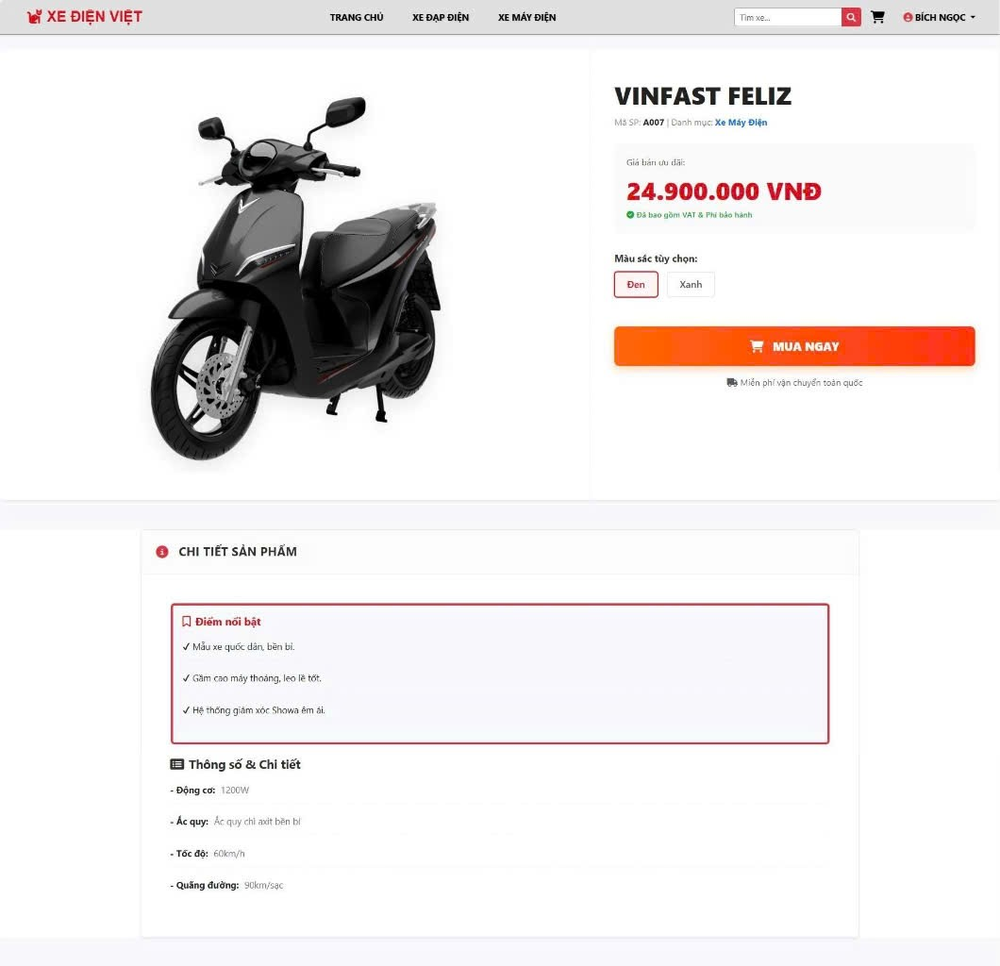 XE ĐIỆN VIỆT
TRANG CHỦ XE ĐẠP ĐIỆN XE MÁY ĐIỆN
Tìm xe...
BÍCH NGỌC
VINFAST FELIZ
Mã SP: A007 | Danh mục: Xe Máy Điện
Giá bán ưu đãi:
24.900.000 VNĐ
Đã bao gồm VAT & Phí bảo hành
Màu sắc tùy chọn:
Đen Xanh
MUA NGAY
Miễn phí vận chuyển toàn quốc
CHI TIẾT SẢN PHẨM
Điểm nổi bật
✓ Mẫu xe quốc dân, bền bỉ.
✓ Gầm cao máy thoáng, leo lề tốt.
✓ Hệ thống giảm xóc Showa êm ái.
Thông số & Chi tiết
- Động cơ: 1200W
- Ắc quy: Ắc quy chì axit bền bỉ
- Tốc độ: 60km/h
- Quãng đường: 90km/sạc